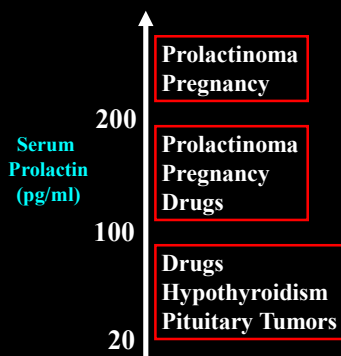 Prolactinoma
Pregnancy
200
Serum
Prolactin
(pg/ml)
Prolactinoma
Pregnancy
Drugs
100
Drugs
Hypothyroidism
Pituitary Tumors
20